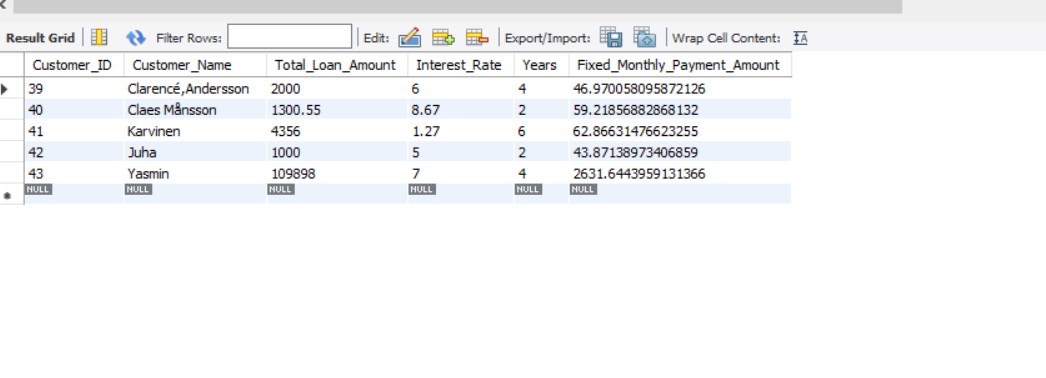 Result Grid Filter Rows: Edit: Export/Import: Wrap Cell Content: IA
Customer_ID Customer_Name Total_Loan_Amount Interest_Rate Years Fixed_Monthly_Payment_Amount
39 Clarencé,Andersson 2000 6 4 46.970058095872126
40 Claes Månsson 1300.55 8.67 2 59.21856882868132
41 Karvinen 4356 1.27 6 62.86631476623255
42 Juha 1000 5 2 43.87138973406859
43 Yasmin 109898 7 4 2631.6443959131366
NULL NULL NULL NULL NULL NULL